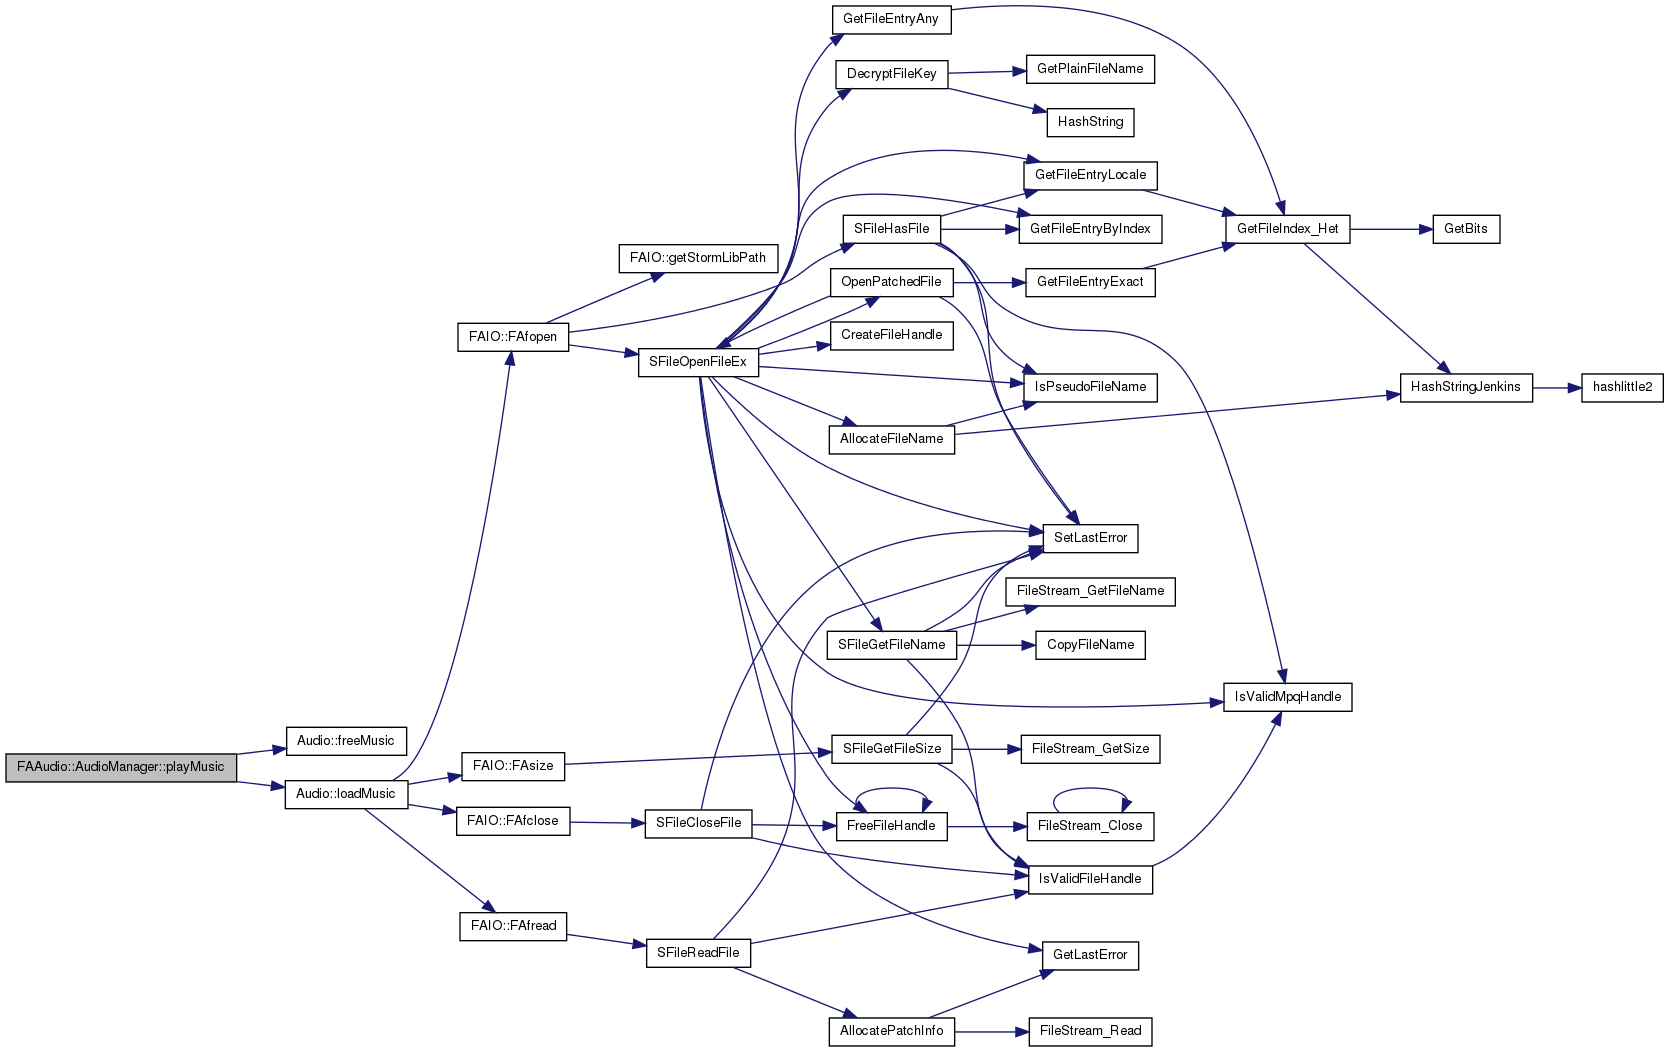 GetFileEntryAny
DecryptFileKey
GetPlainFileName
HashString
GetFileEntryLocale
SFileHasFile
GetFileEntryByIndex
GetFileIndex_Het
GetBits
FAIO::getStormLibPath
OpenPatchedFile
GetFileEntryExact
FAIO::FAfopen
CreateFileHandle
SFileOpenFileEx
IsPseudoFileName
HashStringJenkins
hashlittle2
AllocateFileName
SetLastError
FileStream_GetFileName
SFileGetFileName
CopyFileName
IsValidMpqHandle
Audio::freeMusic
SFileGetFileSize
FileStream_GetSize
FAAudio::AudioManager::playMusic
FAIO::FAsize
Audio::loadMusic
FAIO::FAfclose
SFileCloseFile
FreeFileHandle
FileStream_Close
IsValidFileHandle
FAIO::FAfread
SFileReadFile
GetLastError
AllocatePatchInfo
FileStream_Read